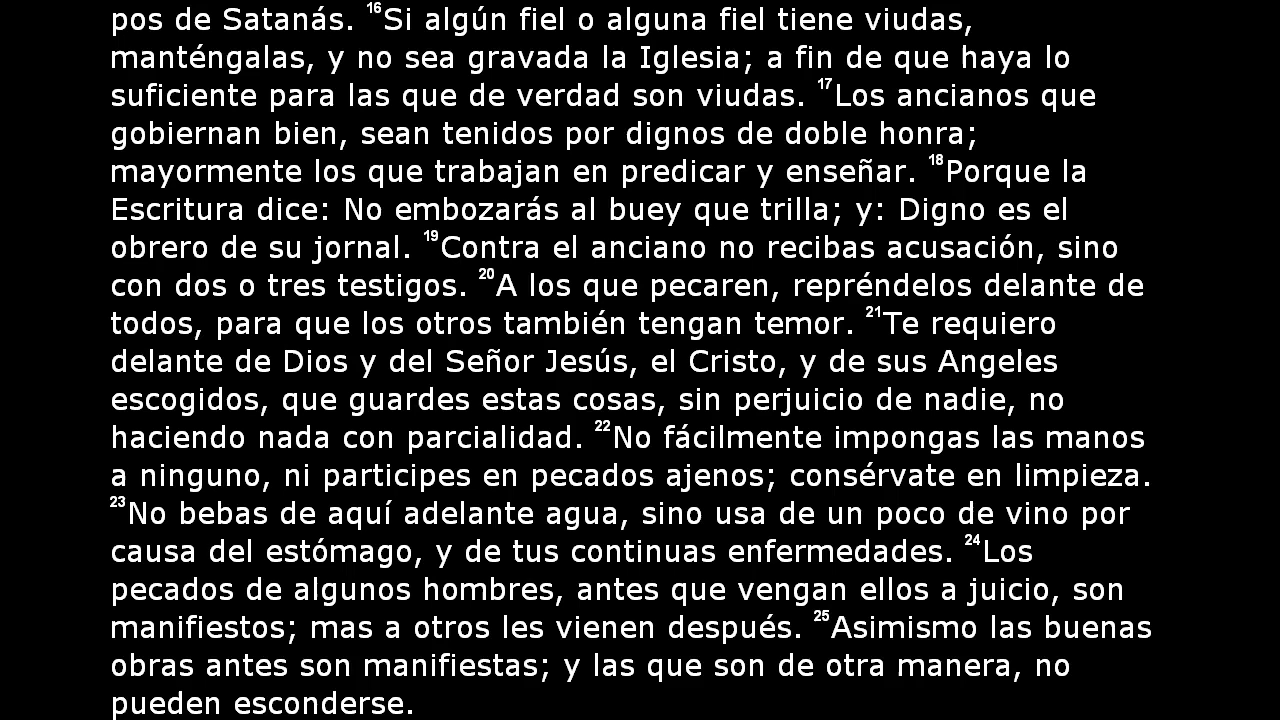 pos de Satanás. 16Si algún fiel o alguna fiel tiene viudas,
manténgalas, y no sea gravada la Iglesia; a fin de que haya lo
suficiente para las que de verdad son viudas. 17Los ancianos que
gobiernan bien, sean tenidos por dignos de doble honra;
mayormente los que trabajan en predicar y enseñar. 18Porque la
Escritura dice: No embozarás al buey que trilla; y: Digno es el
obrero de su jornal. 19Contra el anciano no recibas acusación, sino
con dos o tres testigos. 20A los que pecaren, repréndelos delante de
todos, para que los otros también tengan temor. 21Te requiero
delante de Dios y del Señor Jesús, el Cristo, y de sus Angeles
escogidos, que guardes estas cosas, sin perjuicio de nadie, no
haciendo nada con parcialidad. 22No fácilmente impongas las manos
a ninguno, ni participes en pecados ajenos; consérvate en limpieza.
23No bebas de aquí adelante agua, sino usa de un poco de vino por
causa del estómago, y de tus continuas enfermedades. 24Los
pecados de algunos hombres, antes que vengan ellos a juicio, son
manifiestos; mas a otros les vienen después. 25Asimismo las buenas
obras antes son manifiestas; y las que son de otra manera, no
pueden esconderse.